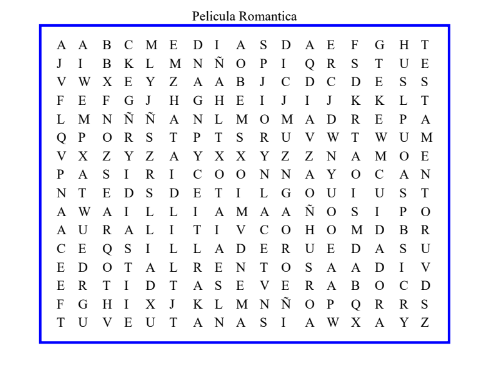 Pelicula Romantica
A A B C M E D I A S D A E F G H T
J I B K L M N Ñ O P I Q R S T U E
V W X E Y Z A A B J C D C D E S S
F E F G J H G H E I J I J K K L T
L M N Ñ Ñ A N L M O M A D R E P A
Q P O R S T P T S R U V W T W U M
V X Z Y Z A Y X X Y Z Z N A M O E
P A S I R I C O O N N A Y O C A N
N T E D S D E T I L G O U I U S T
A W A I L L I A M A A Ñ O S I P O
A U R A L I T I V C O H O M D B R
C E Q S I L L A D E R U E D A S U
E D O T A L R E N T O S A A D I V
E R T I D T A S E V E R A B O C D
F G H I X J K L M N Ñ O P Q R R S
T U V E U T A N A S I A W X A Y Z